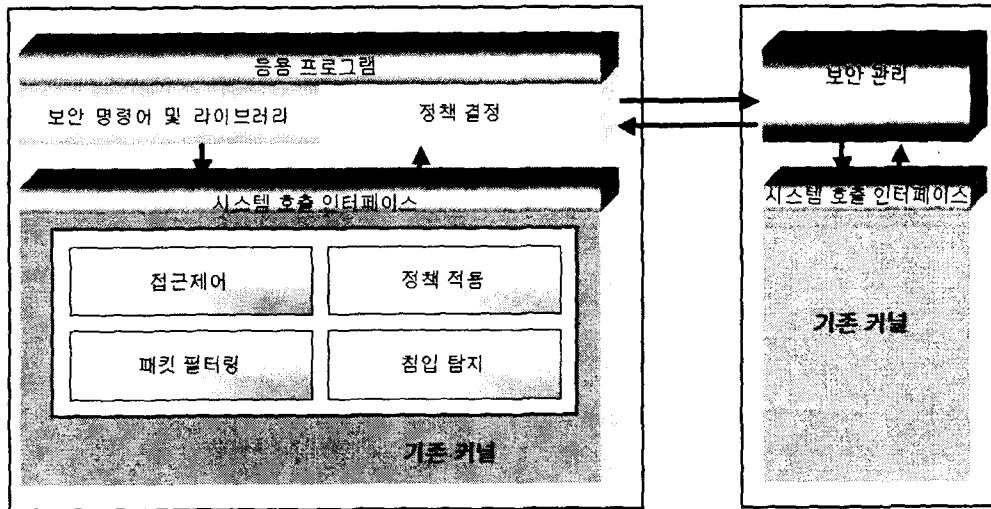 응용 프로그램
보안 명령어 및 라이브러리
정책 결정
시스템 호출 인터페이스
접근제어
정책 적용
패킷 필터링
침입 탐지
기존 커널
보안 관리
시스템 호출 인터페이스
기존 커널